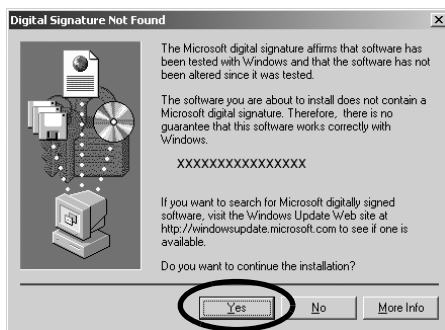 Digital Signature Not Found
The Microsoft digital signature affirms that software has
been tested with Windows and that the software has not
been altered since it was tested.
The software you are about to install does not contain a
Microsoft digital signature. Therefore, there is no
guarantee that this software works correctly with
Windows.
XXXXXXXXXXXXXXXX
If you want to search for Microsoft digitally signed
software, visit the Windows Update Web site at
http://windowsupdate.microsoft.com to see if one is
available.
Do you want to continue the installation?
Yes No More Info